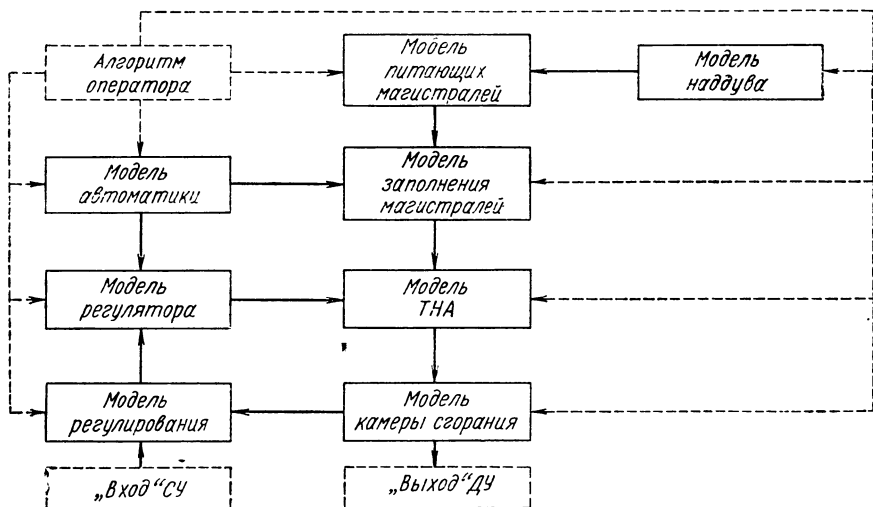 Алгоритм
оператора
Модель
питающих
магистралей
Модель
наддува
Модель
автоматики
Модель
заполнения
магистралей
Модель
регулятора
Модель
ТНА
Модель
регулирования
Модель
камеры сгорания
„Вход“СУ
„Выход“ДУ